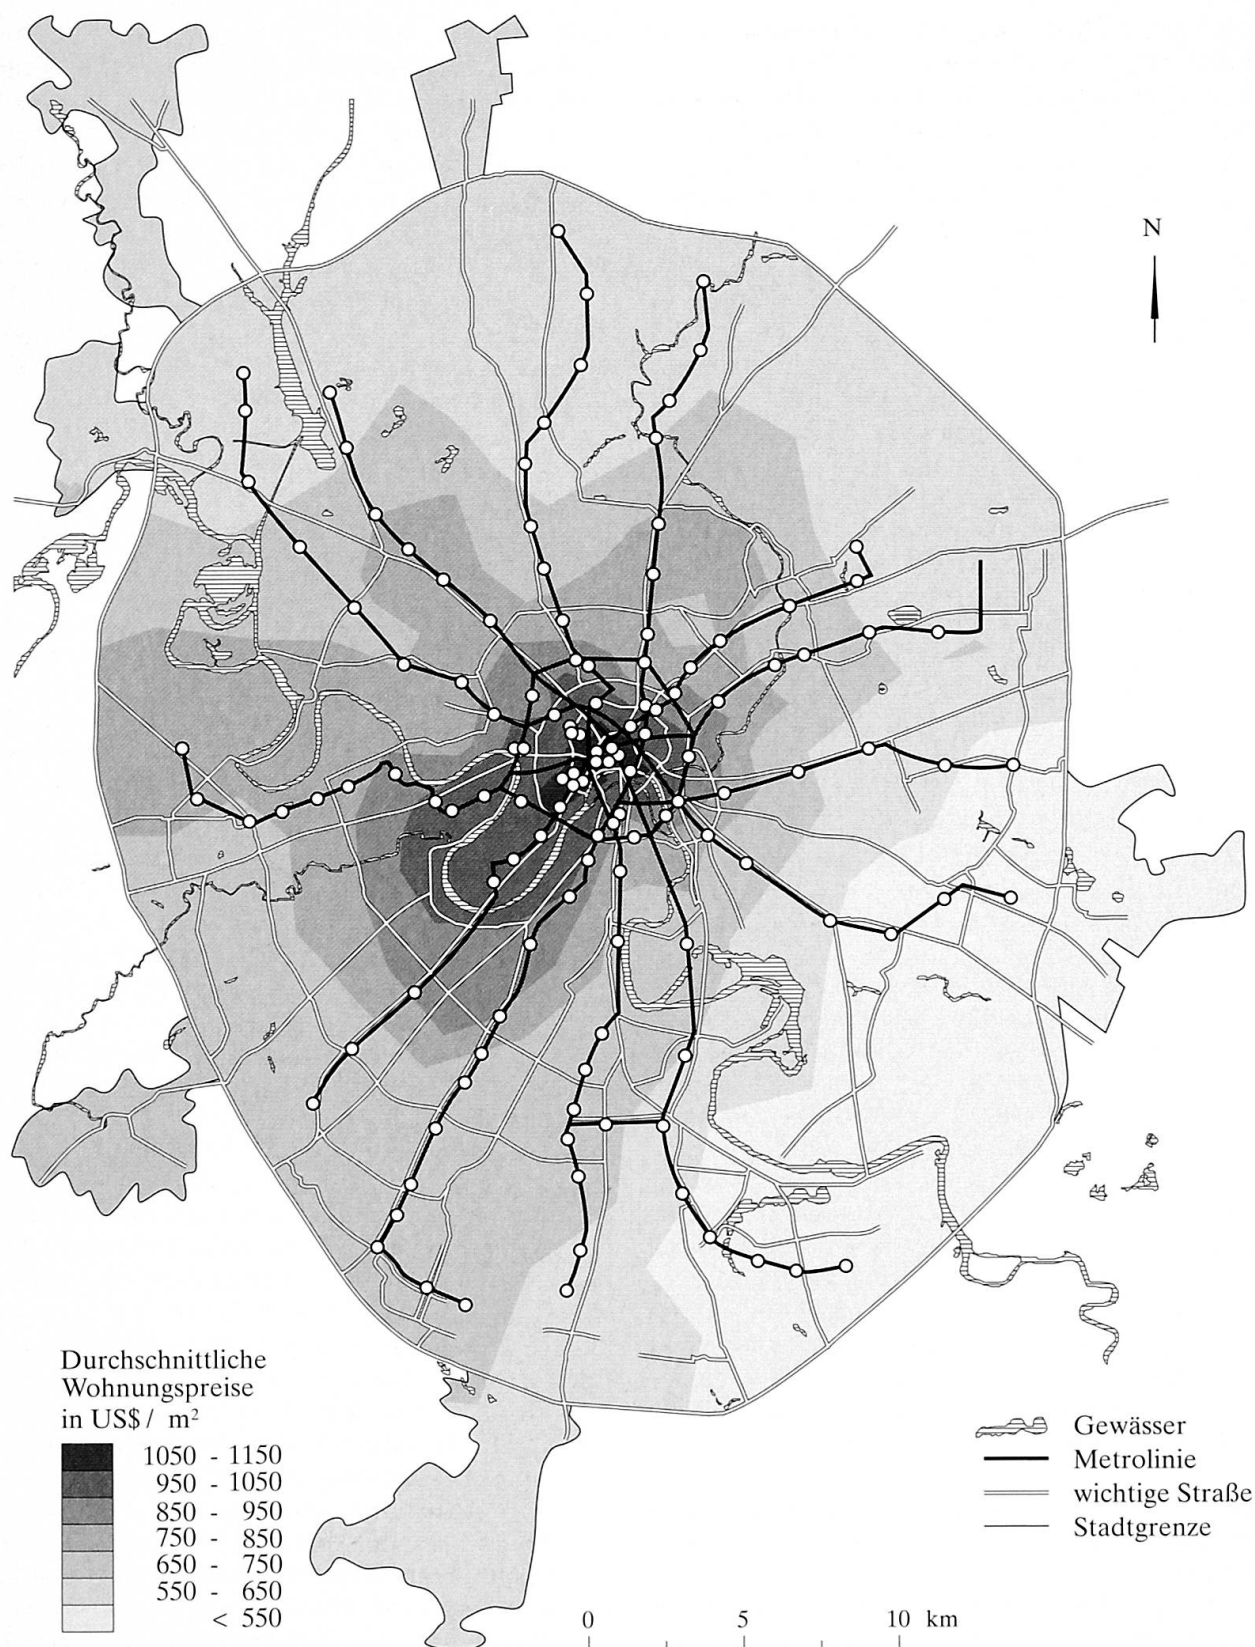 N
Durchschnittliche
Wohnungspreise
in US$ / m²
1050 - 1150
950 - 1050
850 - 950
750 - 850
650 - 750
550 - 650
< 550
Gewässer
Metrolinie
wichtige Straße
Stadtgrenze
0 5 10 km